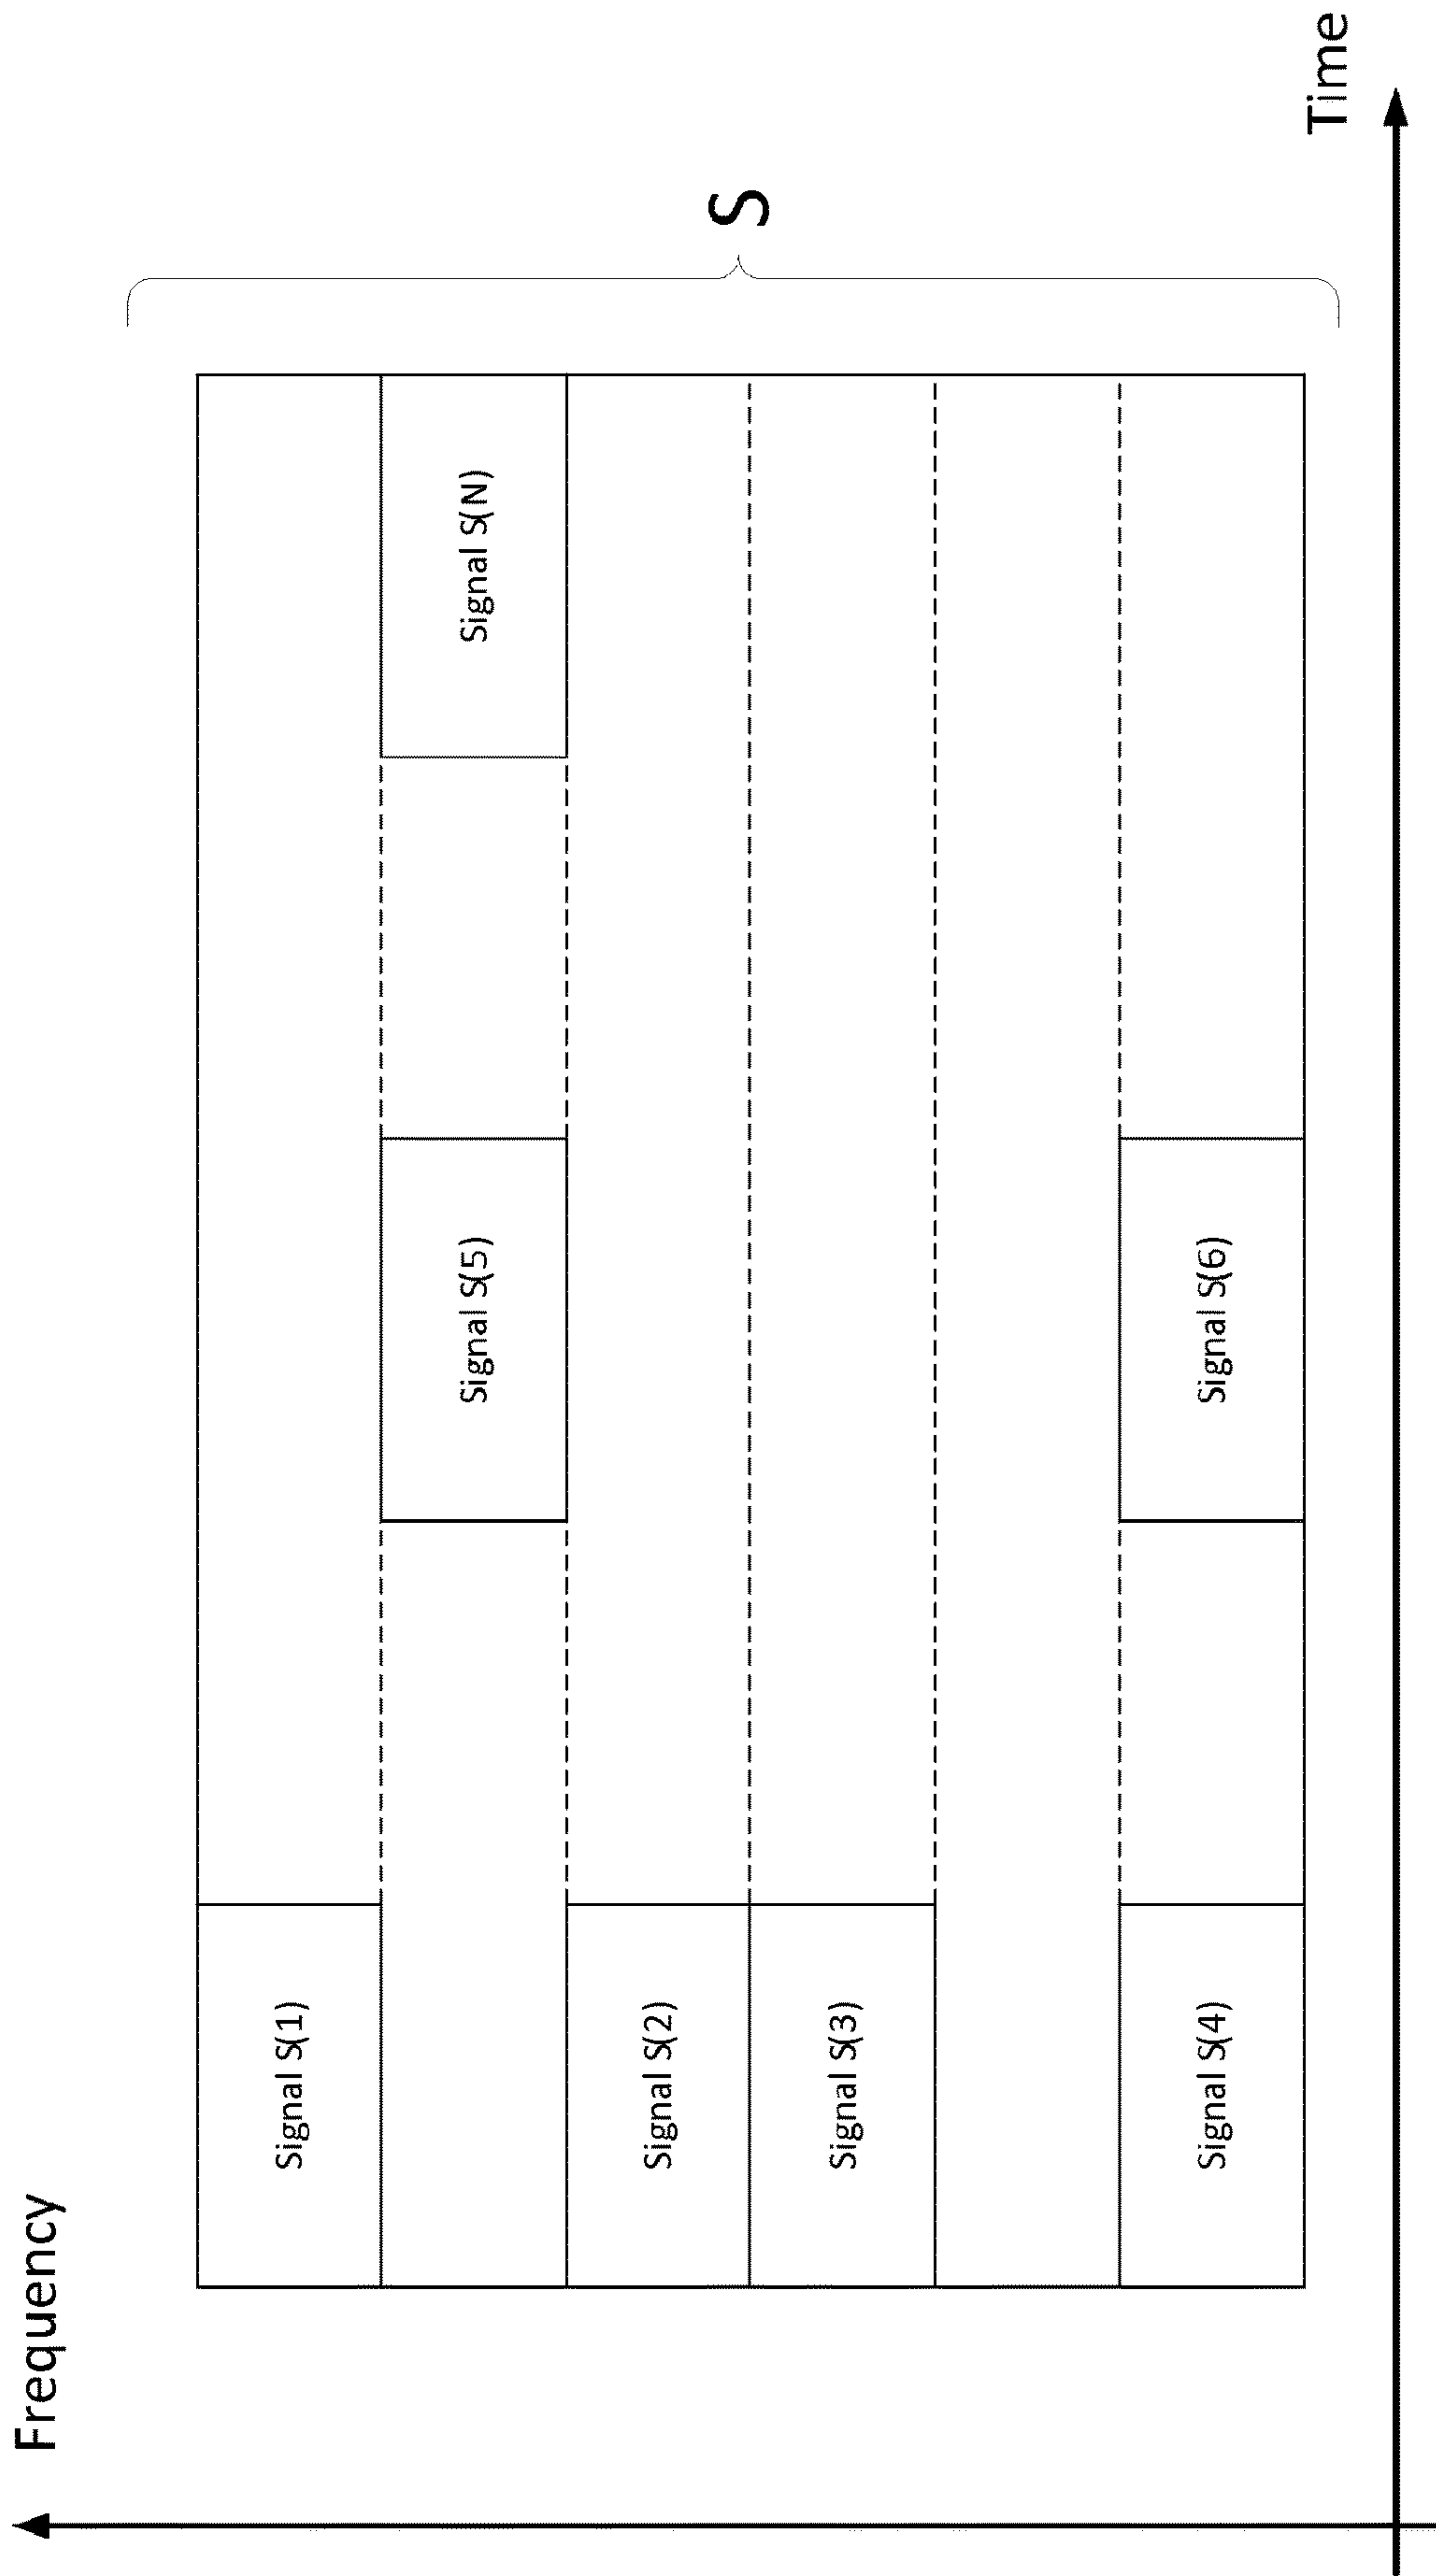 Frequency
Signal S(1)
Signal S(5)
Signal S(N)
Signal S(2)
Signal S(3)
Signal S(4)
Signal S(6)
S
Time